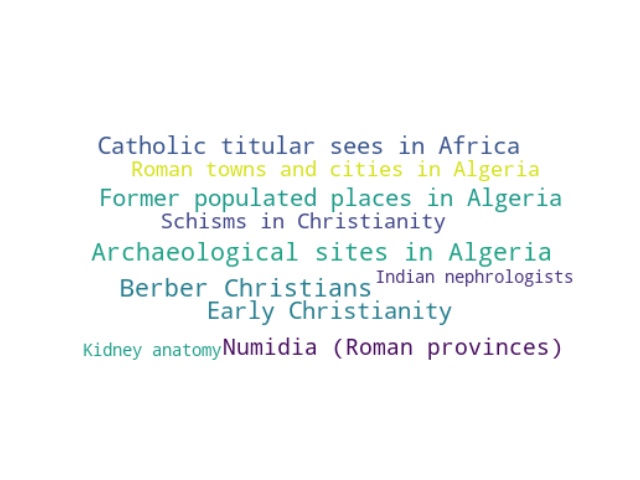 Catholic titular sees in Africa
Roman towns and cities in Algeria
Former populated places in Algeria
Schisms in Christianity
Archaeological sites in Algeria
Indian nephrologists
Berber Christians
Early Christianity
Kidney anatomy
Numidia (Roman provinces)